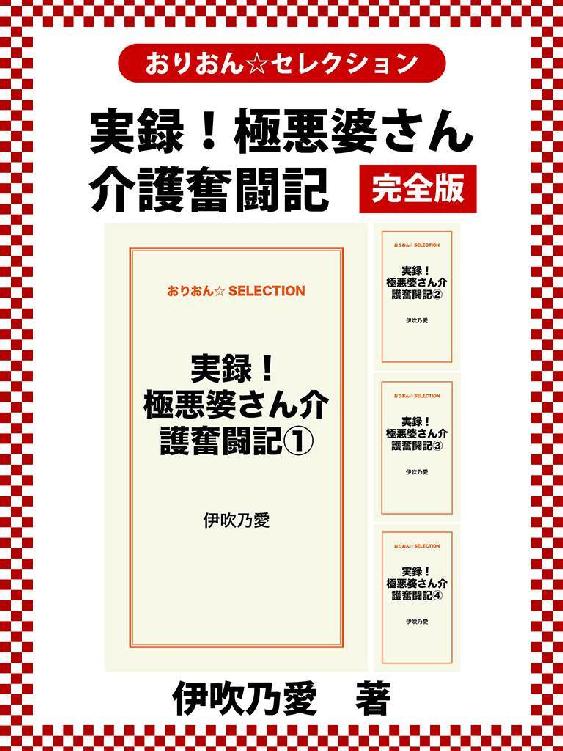 おりおん☆セレクション
実録！極悪婆さん
介護奮闘記 完全版
おりおん☆ SELECTION
実録！
極悪婆さん介
護奮闘記①
伊吹乃愛
おりおん☆ SELECTION
実録！
極悪婆さん介
護奮闘記②
伊吹乃愛
おりおん☆ SELECTION
実録！
極悪婆さん介
護奮闘記③
伊吹乃愛
おりおん☆ SELECTION
実録！
極悪婆さん介
護奮闘記④
伊吹乃愛
伊吹乃愛 著